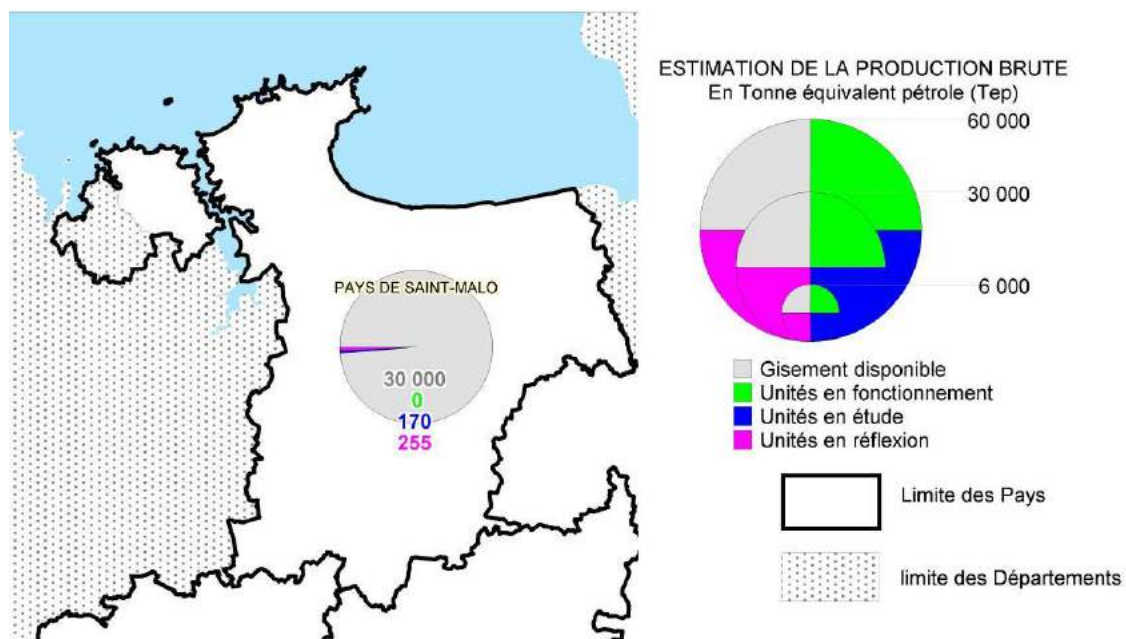 ESTIMATION DE LA PRODUCTION BRUTE
En Tonne équivalent pétrole (Tep)
60 000
30 000
6 000
PAYS DE SAINT-MALO
30 000
0
170
255
Gisement disponible
Unités en fonctionnement
Unités en étude
Unités en réflexion
Limite des Pays
limite des Départements